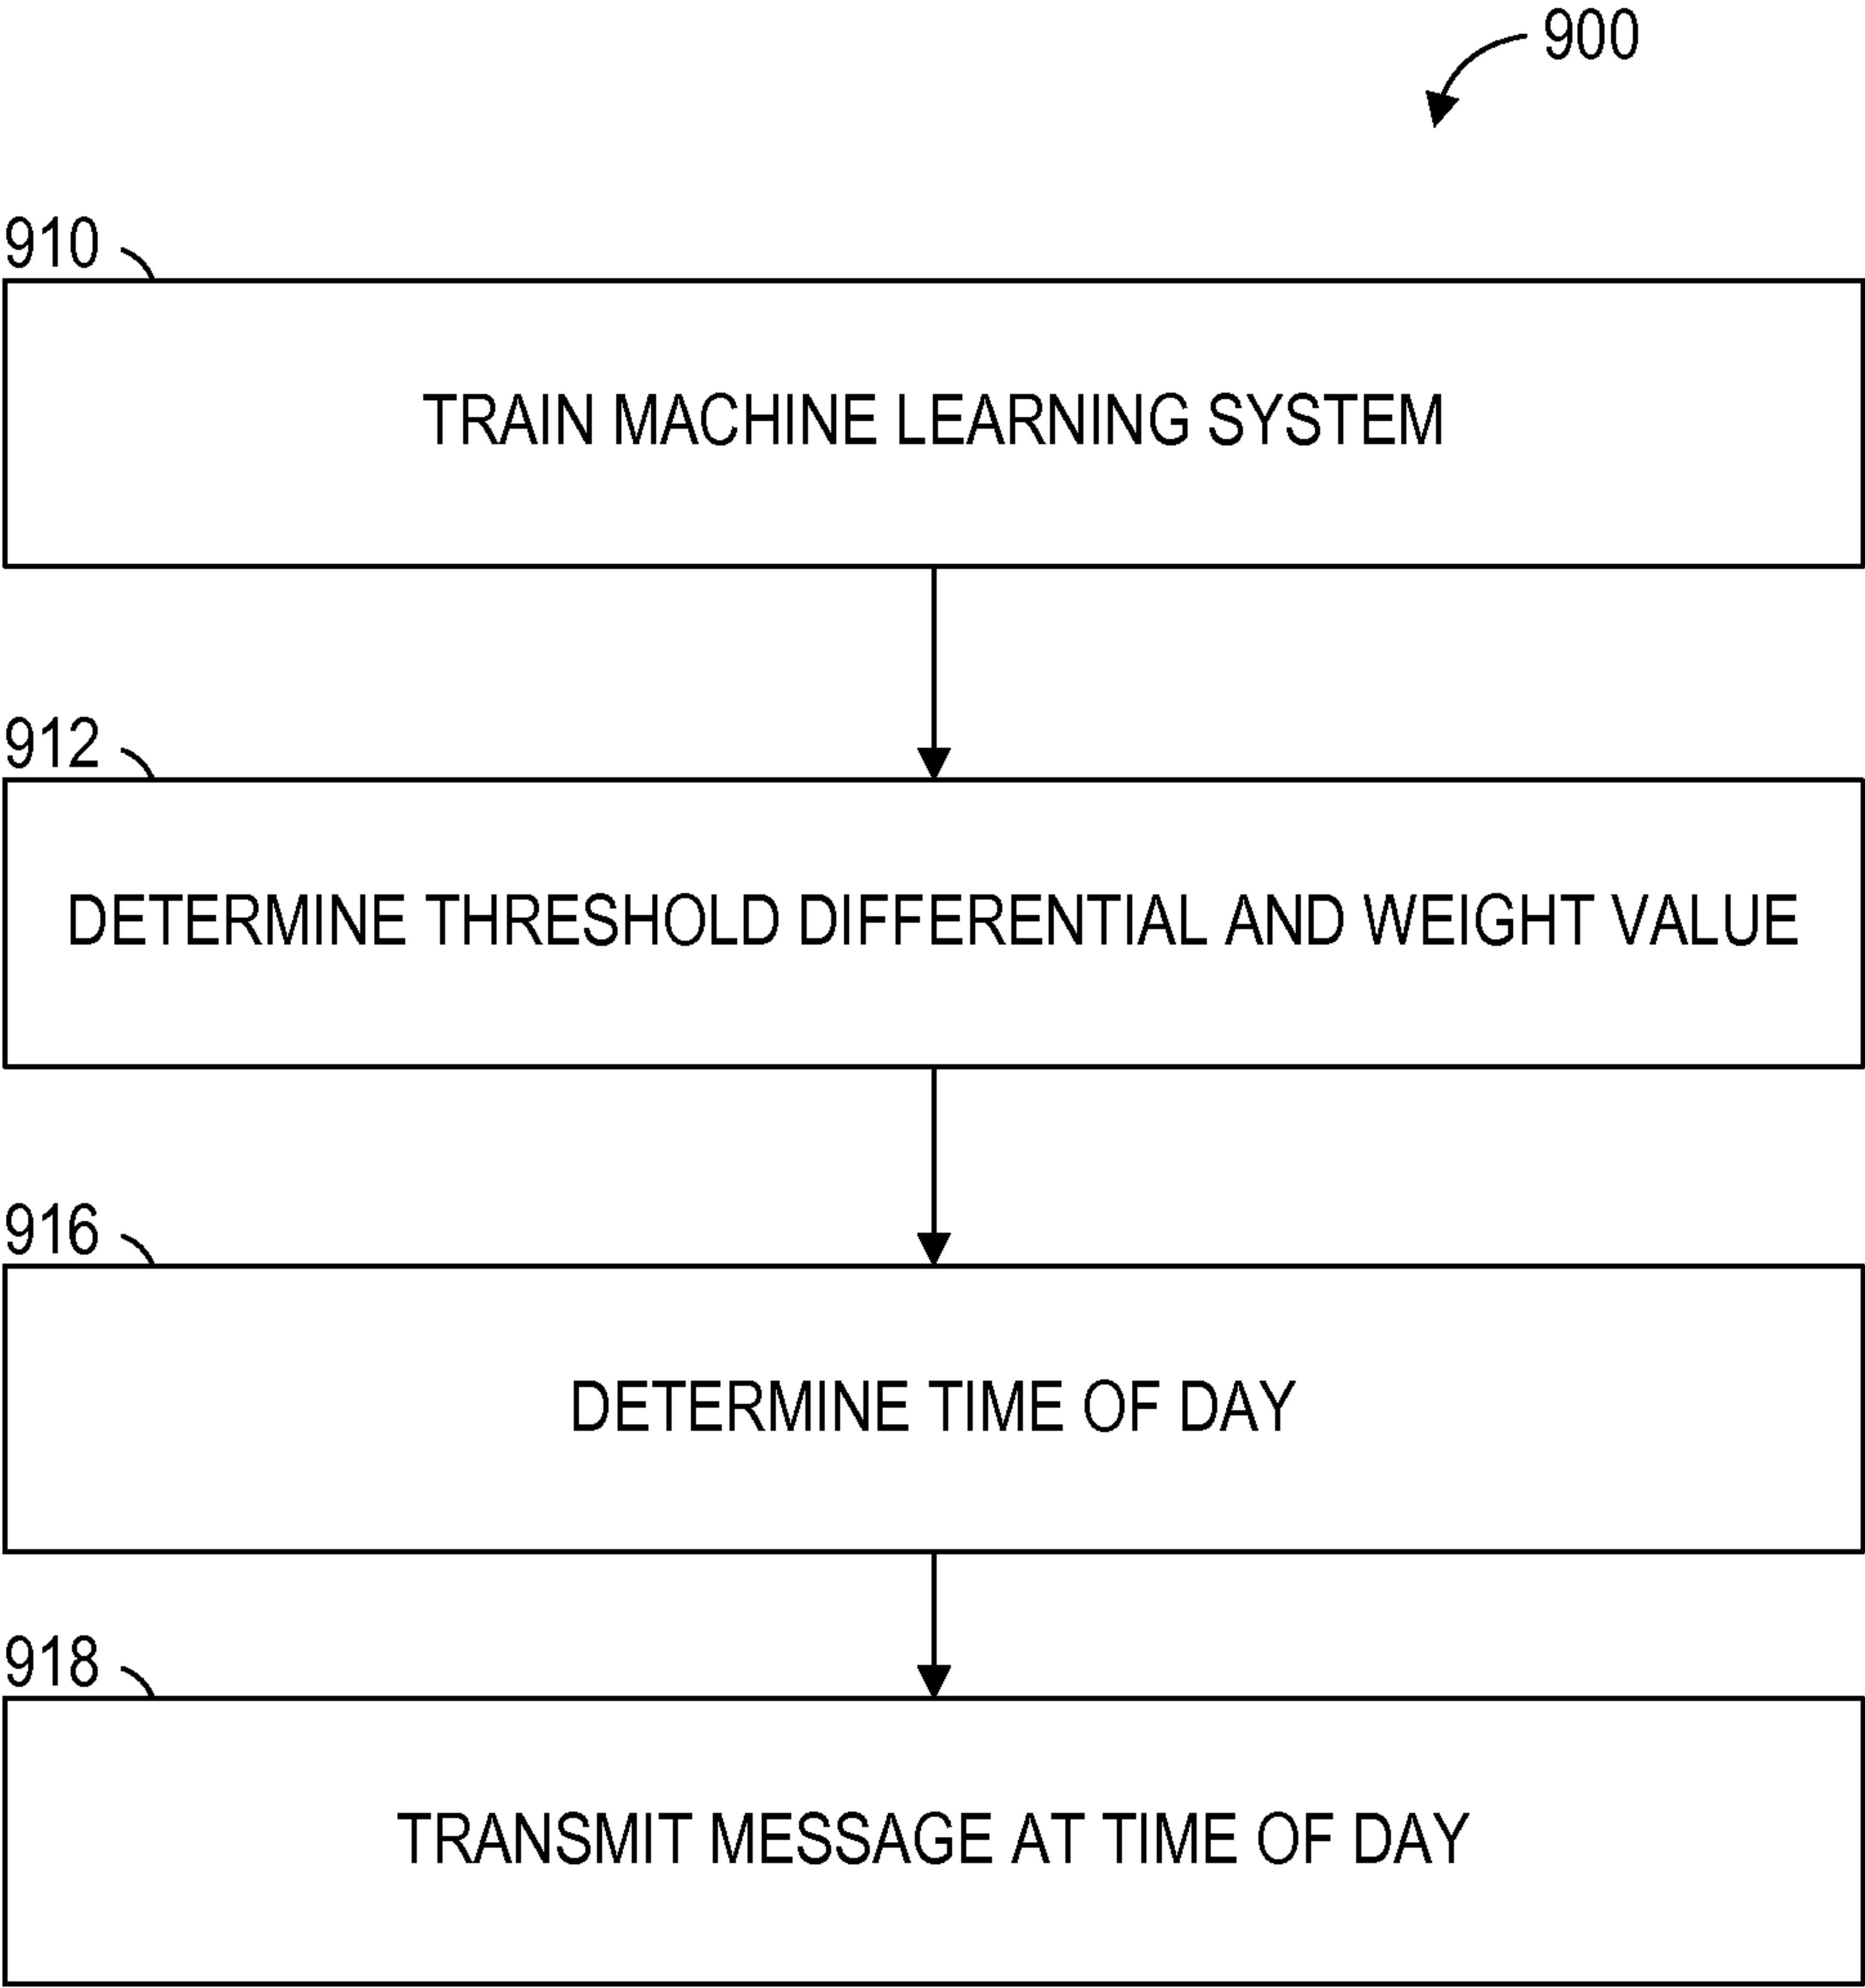 900
910
TRAIN MACHINE LEARNING SYSTEM
912
DETERMINE THRESHOLD DIFFERENTIAL AND WEIGHT VALUE
916
DETERMINE TIME OF DAY
918
TRANSMIT MESSAGE AT TIME OF DAY